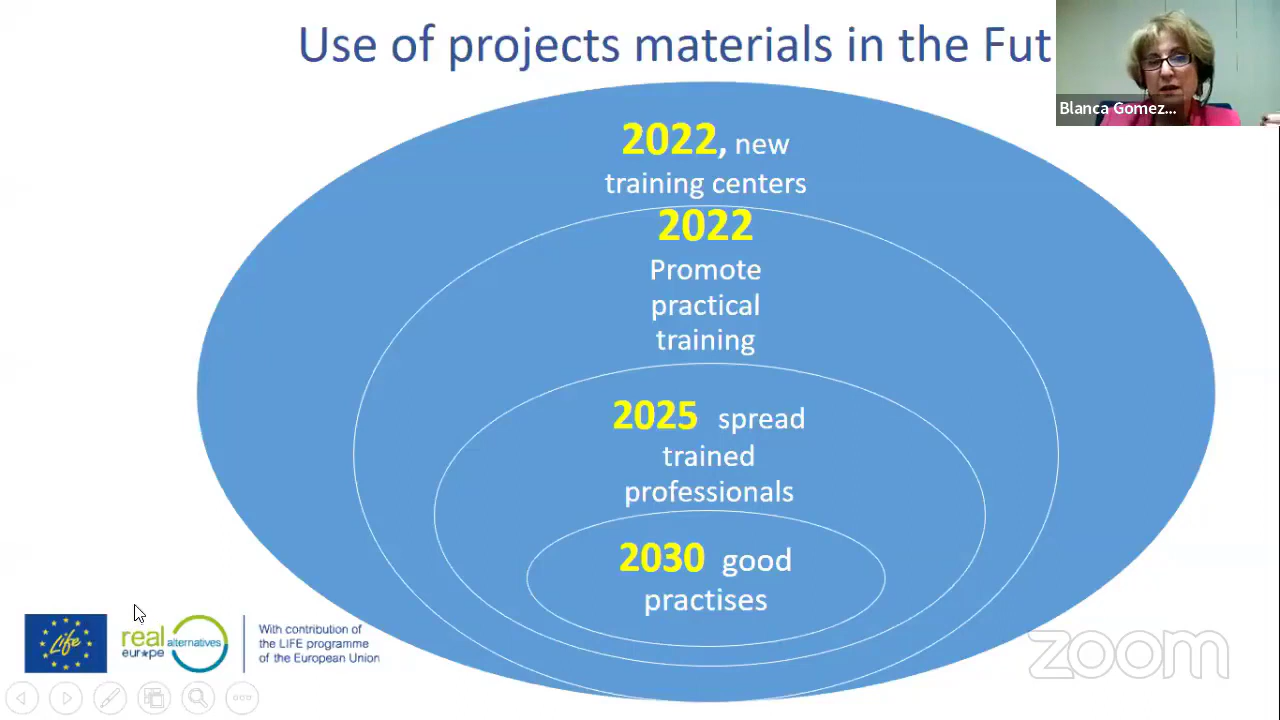 Use of projects materials in the Fut
Blanca Gomez...
2022, new
training centers
2022
Promote
practical
training
2025 spread
trained
professionals
2030 good
practises
Life
real alternatives
europe
With contribution of
the LIFE programme
of the European Union
zoom